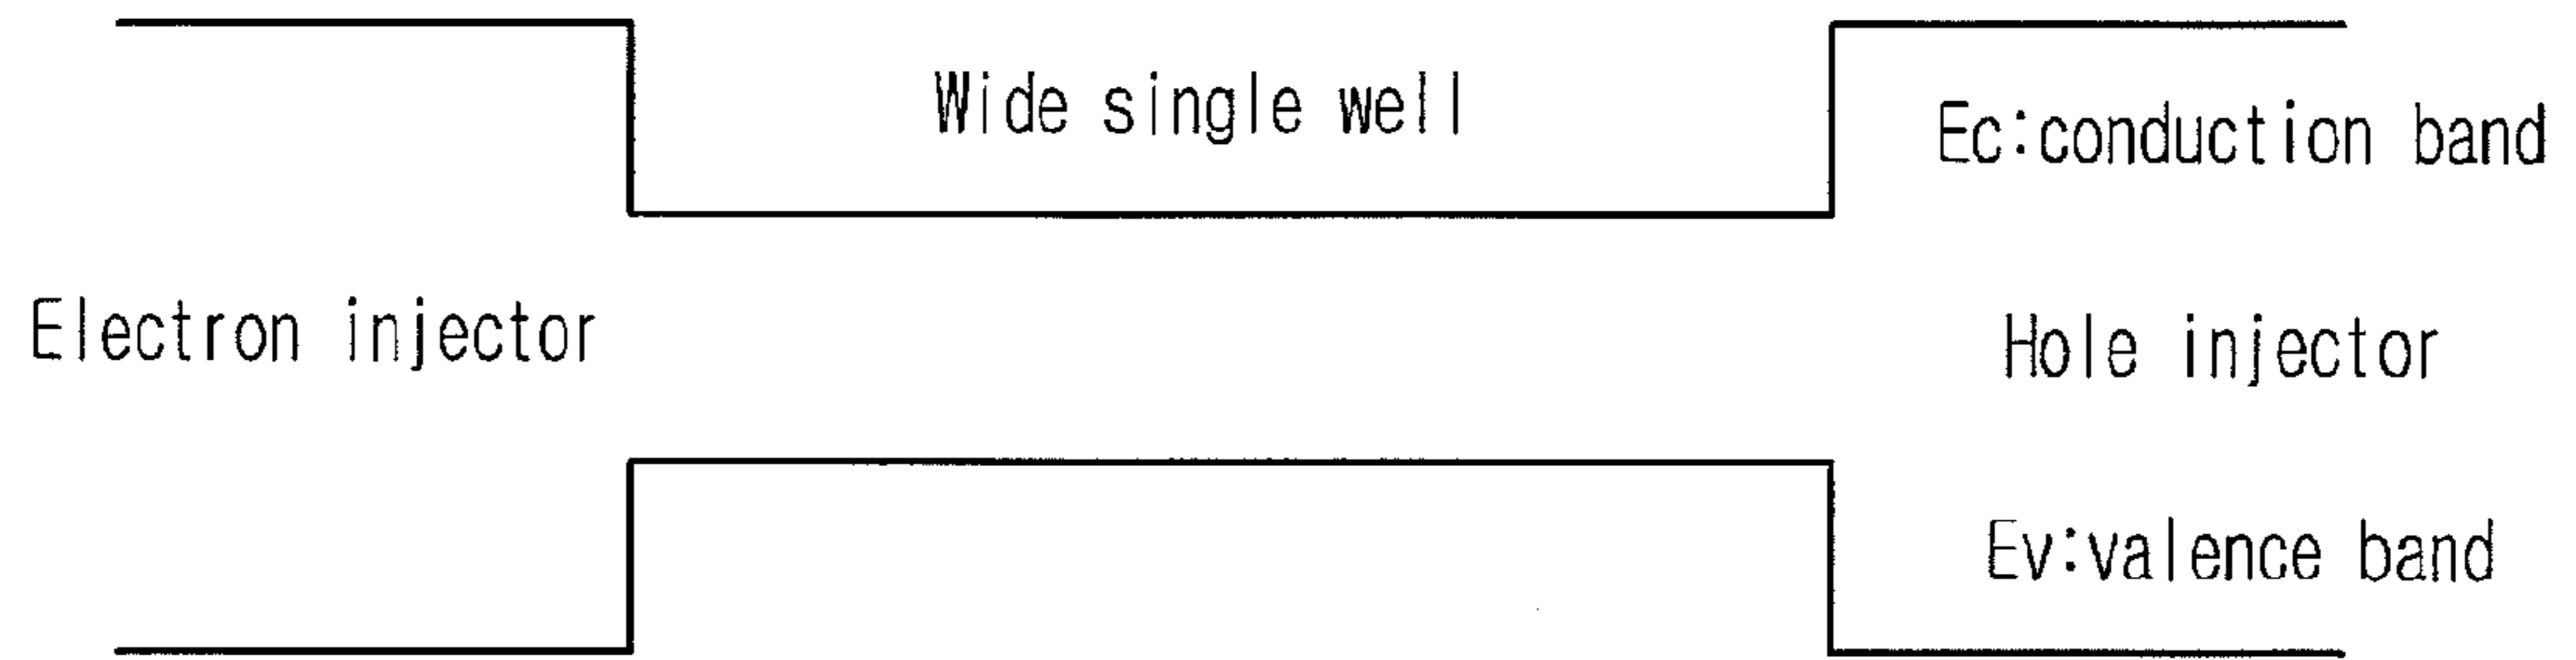 Wide single well
Ec:conduction band
Electron injector
Hole injector
Ev:valence band